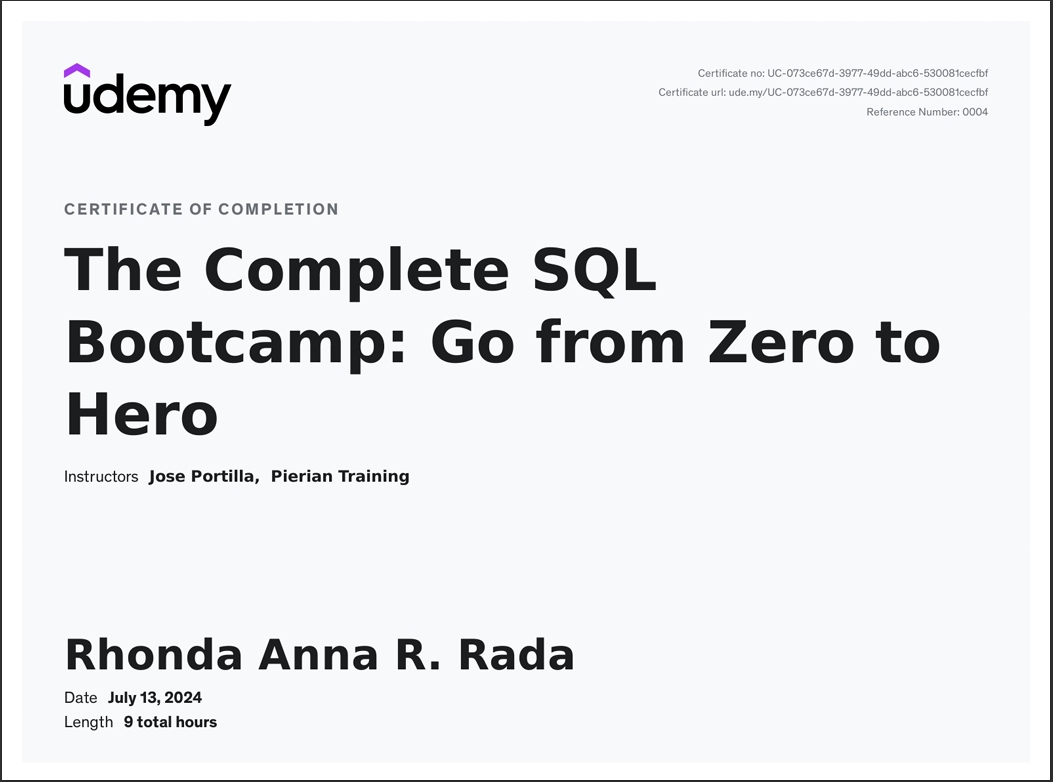 udemy
Certificate no: UC-073ce67d-3977-49dd-abc6-530081cecfbf
Certificate url: ude.my/UC-073ce67d-3977-49dd-abc6-530081cecfbf
Reference Number: 0004
CERTIFICATE OF COMPLETION
The Complete SQL
Bootcamp: Go from Zero to
Hero
Instructors Jose Portilla, Pierian Training
Rhonda Anna R. Rada
Date July 13, 2024
Length 9 total hours